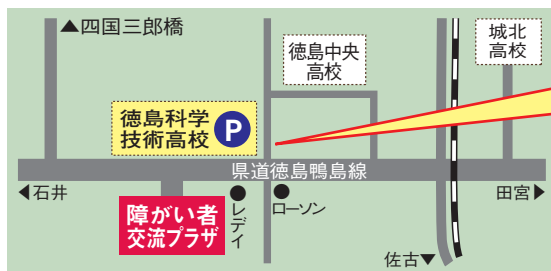 ▲四国三郎橋
城北
高校
徳島中央
高校
徳島科学
技術高校
P
県道徳島鴨島線
◀石井
田宮▶
障がい者
交流プラザ
レディ
ローソン
佐古▼